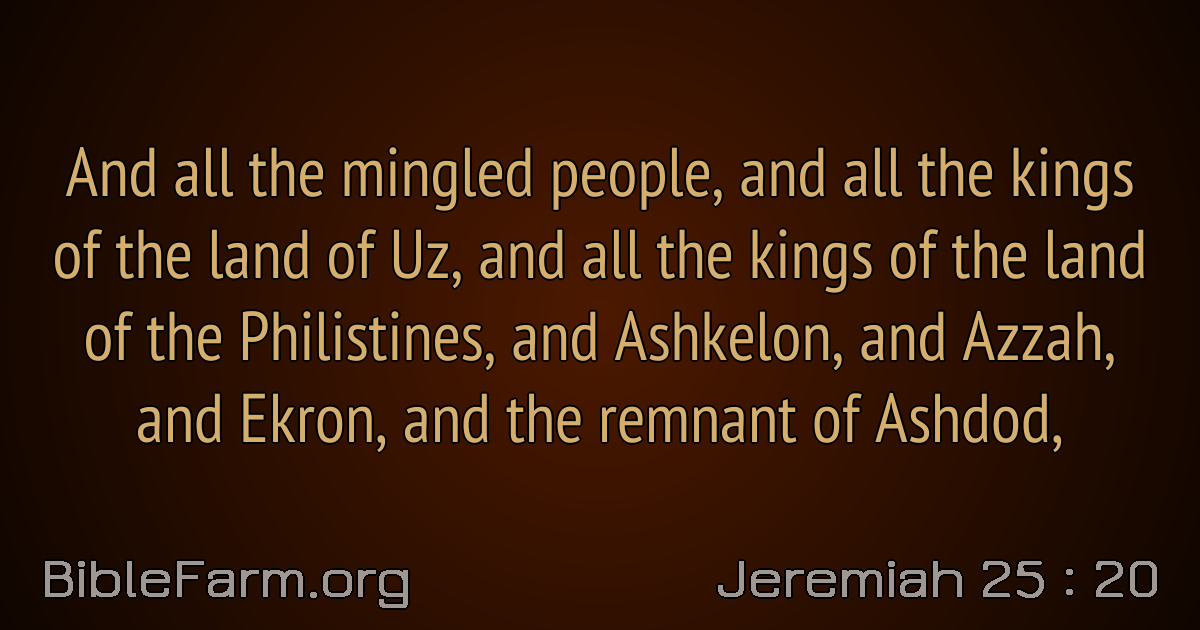 And all the mingled people, and all the kings
of the land of Uz, and all the kings of the land
of the Philistines, and Ashkelon, and Azzah,
and Ekron, and the remnant of Ashdod,
BibleFarm.org
Jeremiah 25 : 20